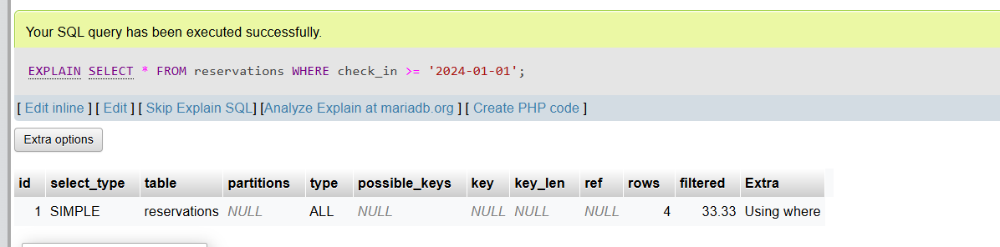 Your SQL query has been executed successfully.
EXPLAIN SELECT * FROM reservations WHERE check_in >= '2024-01-01';
[ Edit inline ] [ Edit ] [ Skip Explain SQL] [Analyze Explain at mariadb.org ] [ Create PHP code ]
Extra options
id select_type table partitions type possible_keys key key_len ref rows filtered Extra
1 SIMPLE reservations NULL ALL NULL NULL NULL NULL 4 33.33 Using where